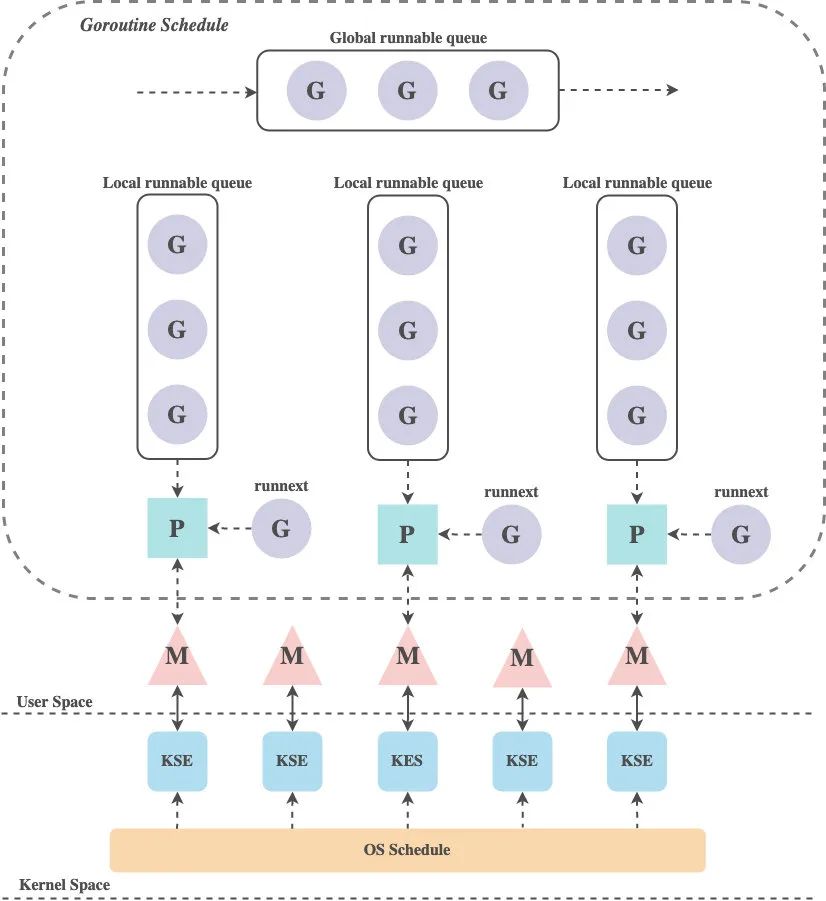 Goroutine Schedule
Global runnable queue
G G G
Local runnable queue Local runnable queue Local runnable queue
G G G
G G G
G G G
runnext runnext runnext
P G P G P G
M M M M M
User Space
KSE KSE KES KSE KSE
OS Schedule
Kernel Space